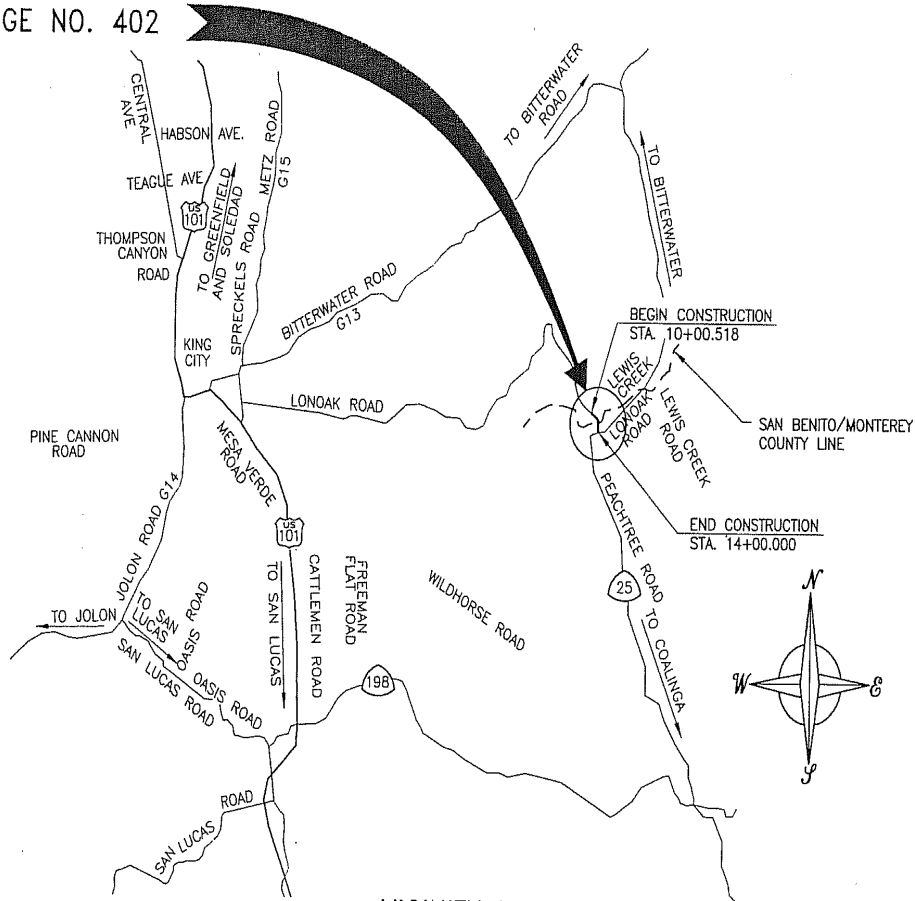 GE NO. 402
CENTRAL
AVE
HABSON AVE.
TEAGUE AVE
US
101
THOMPSON
CANYON
ROAD
TO GREENFIELD
AND SOLEDAD
SPRECKELS ROAD
METZ ROAD
G15
KING
CITY
BITTERWATER ROAD
G13
TO BITTERWATER
ROAD
TO BITTERWATER
BEGIN CONSTRUCTION
STA. 10+00.518
LEWIS
CREEK
LONOAK
ROAD
LEWIS CREEK
ROAD
SAN BENITO/MONTEREY
COUNTY LINE
END CONSTRUCTION
STA. 14+00.000
LONOAK ROAD
PINE CANNON
ROAD
MESA VERDE
ROAD
JOLON ROAD G14
US
101
TO JOLON
TO SAN
LUCAS
OASIS ROAD
OASIS ROAD
SAN LUCAS ROAD
TO SAN LUCAS
CATTLEMEN ROAD
FREEMAN
FLAT ROAD
WILDHORSE ROAD
198
PEACHTREE ROAD
25
TO COALINGA
SAN LUCAS
ROAD
N
W
E
S